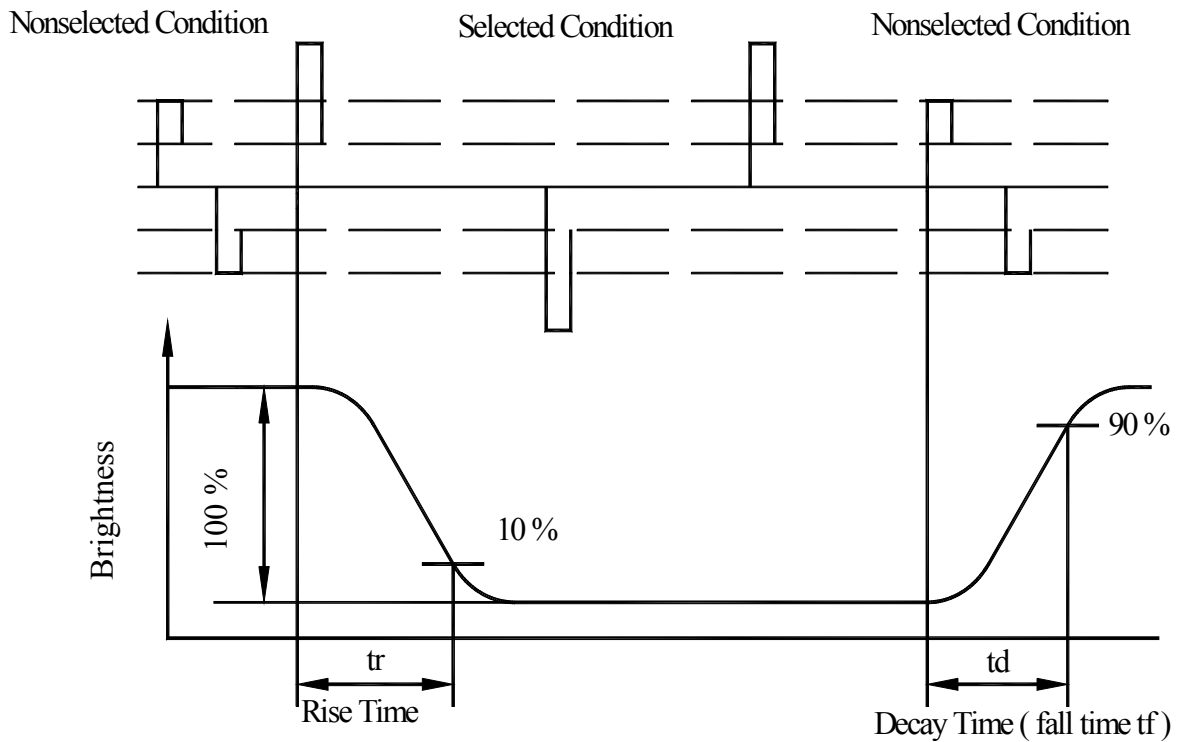 Nonselected Condition
Selected Condition
Nonselected Condition
Brightness
100 %
10 %
90 %
tr
Rise Time
td
Decay Time ( fall time tf )